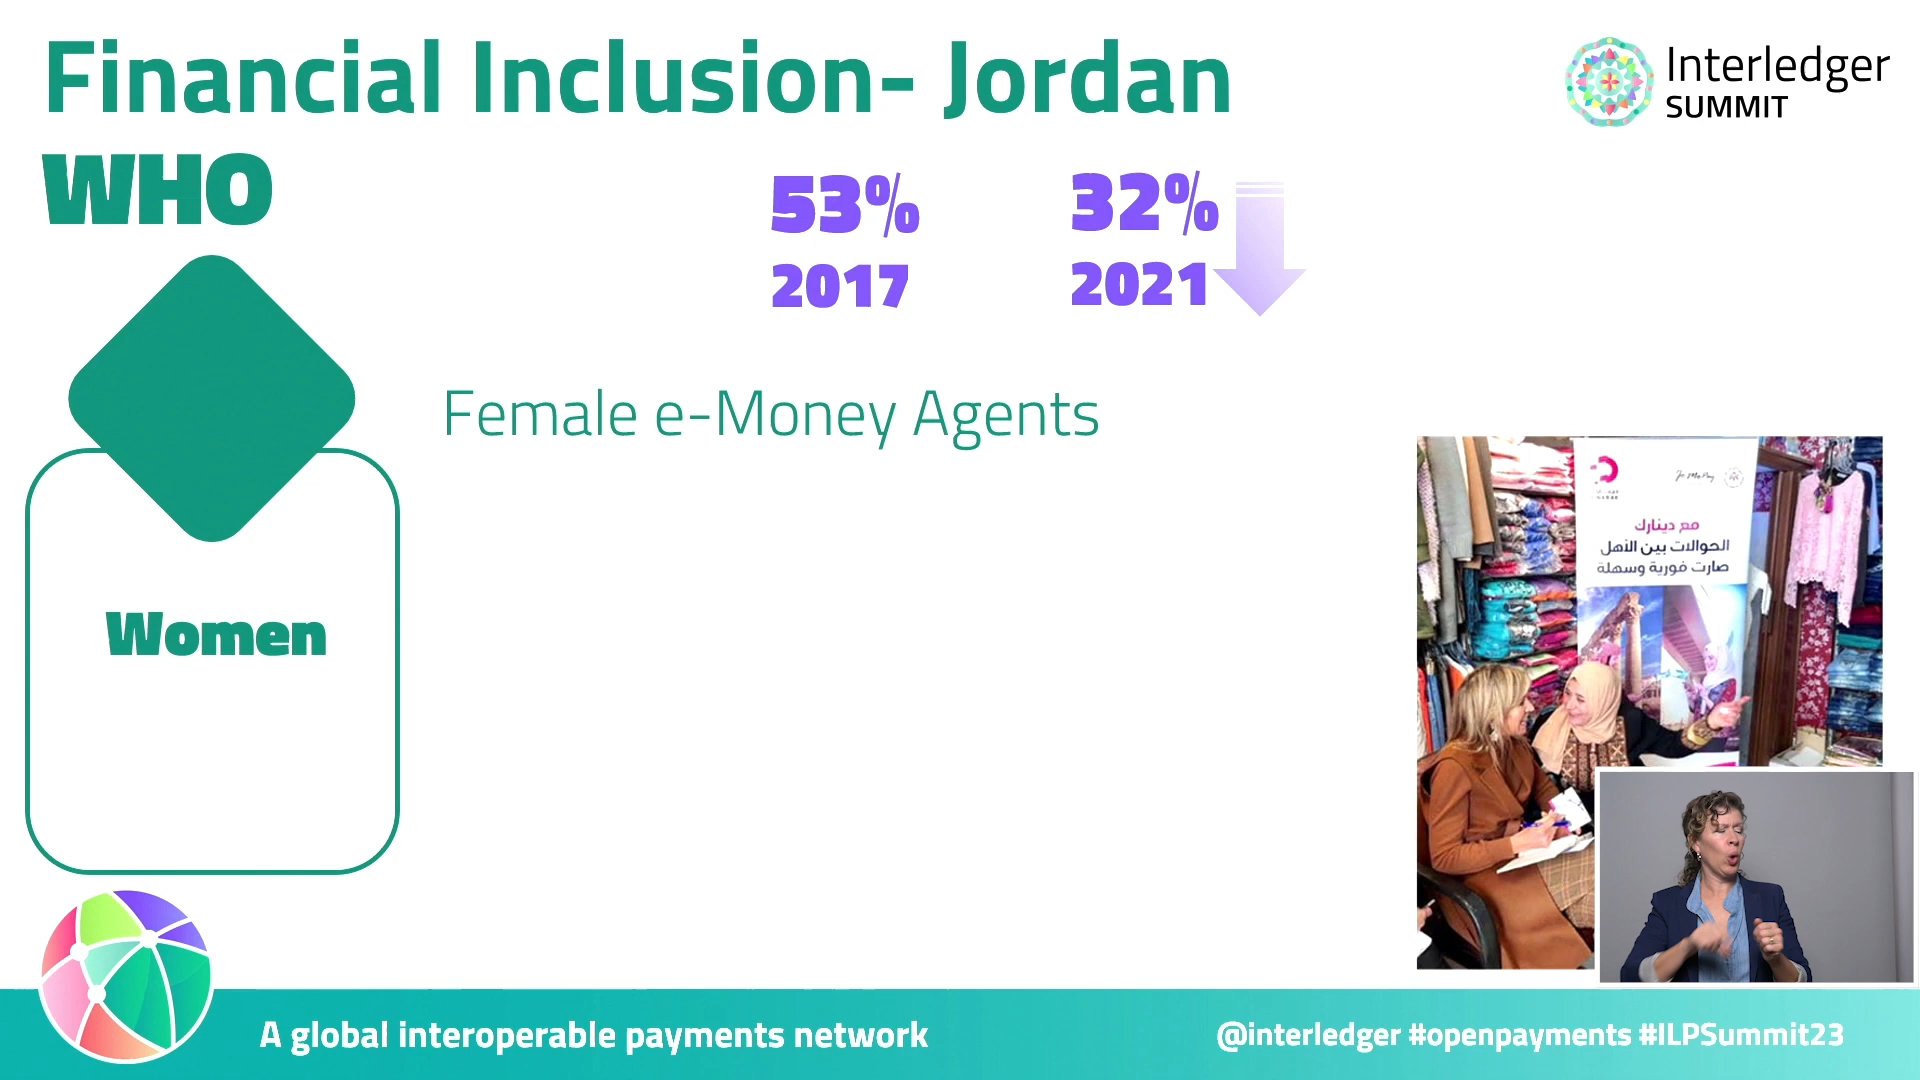 Financial Inclusion- Jordan
Interledger
SUMMIT
WHO
53%
32%
2017
2021
Female e-Money Agents
Women
مع دينارك
الحوالات بين الأهل
صارت فورية وسهلة
A global interoperable payments network
@interledger #openpayments #ILPSummit23